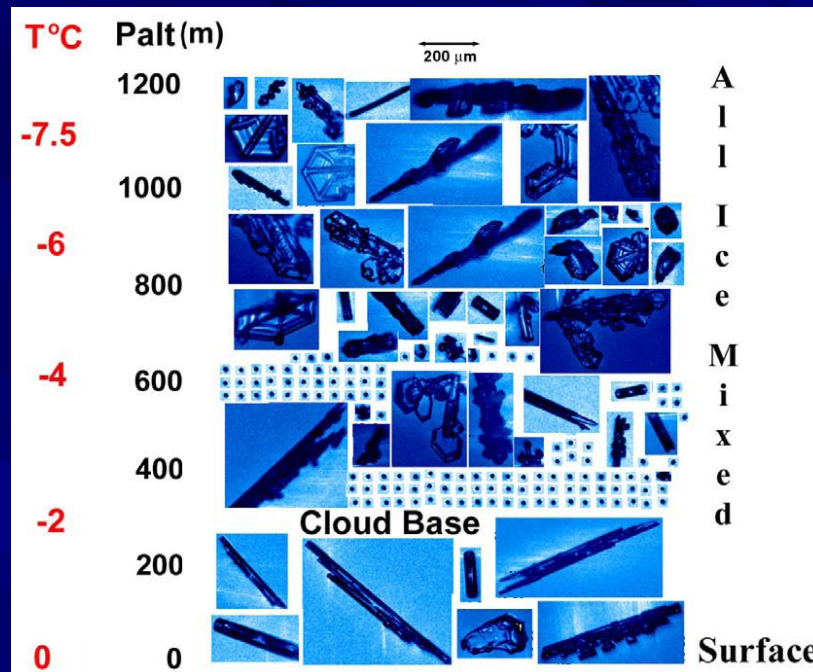 T°C Palt (m)
200 µm
1200
-7.5
1000
-6
800
-4
600
400
-2
Cloud Base
200
0 0 Surface
All Ice
Mixed